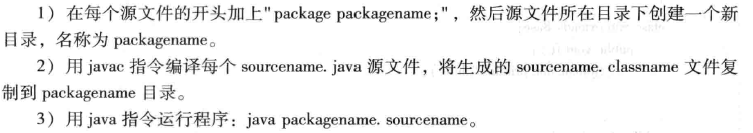 1）在每个源文件的开头加上"package packagename;"，然后源文件所在目录下创建一个新
目录，名称为 packagename。
2）用 javac 指令编译每个 sourcename. java 源文件，将生成的 sourcename. classname 文件复
制到 packagename 目录。
3）用 java 指令运行程序：java packagename. sourcename。